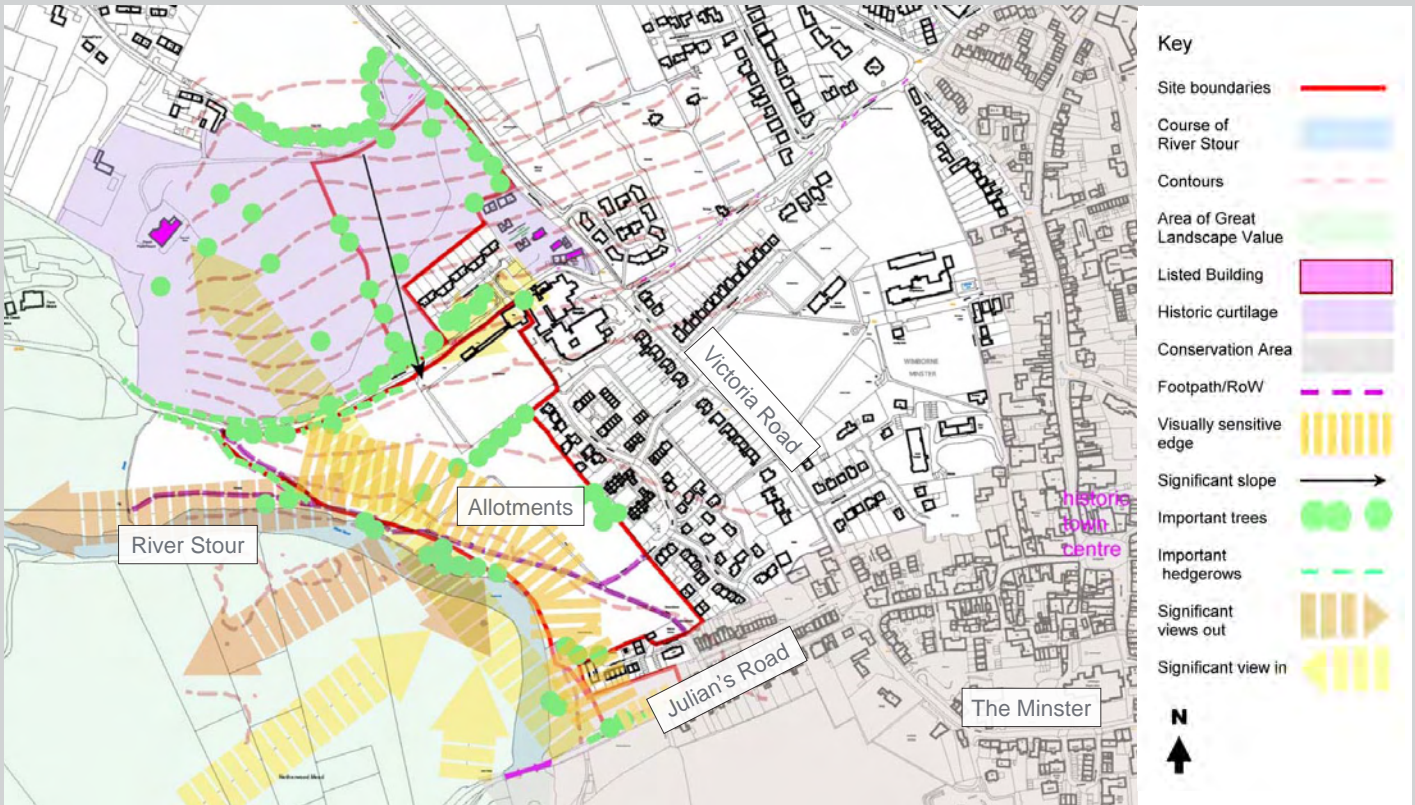 Victoria Road
WIMBORNE
MINSTER
Allotments
historic
town
centre
River Stour
Julian's Road
The Minster
Key
Site boundaries
Course of
River Stour
Contours
Area of Great
Landscape Value
Listed Building
Historic curtilage
Conservation Area
Footpath/RoW
Visually sensitive
edge
Significant slope
Important trees
Important
hedgerows
Significant
views out
Significant view in
N